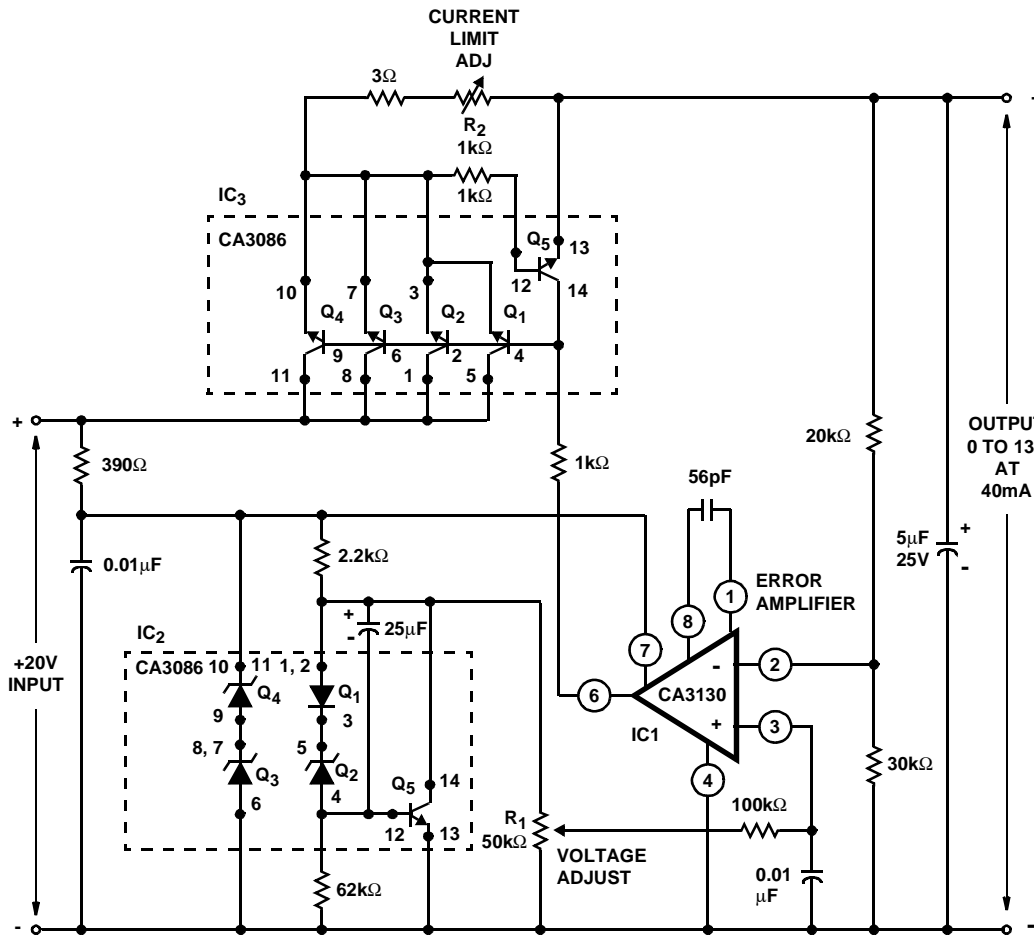 CURRENT
LIMIT
ADJ
3Ω
R2
1kΩ
1kΩ
IC3
CA3086
Q5
13
12
14
10
7
3
Q4
Q3
Q2
Q1
9
6
2
4
11
8
1
5
+
390Ω
20kΩ
OUTPUT
0 TO 13
AT
40mA
1kΩ
56pF
0.01μF
2.2kΩ
5μF
25V
+
-
ERROR
AMPLIFIER
1
8
7
+
-
25μF
IC2
CA3086
+20V
INPUT
10
11
1, 2
Q4
Q1
9
3
8, 7
5
Q3
Q2
6
4
Q5
14
12
13
6
-
2
CA3130
+
3
IC1
4
30kΩ
100kΩ
R1
50kΩ
VOLTAGE
ADJUST
0.01
μF
62kΩ
-